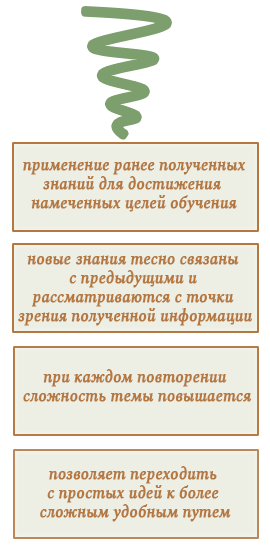 применение ранее полученных
знаний для достижения
намеченных целей обучения
новые знания тесно связаны
с предыдущими и
рассматриваются с точки
зрения полученной информации
при каждом повторении
сложность темы повышается
позволяет переходить
с простых идей к более
сложным удобным путем